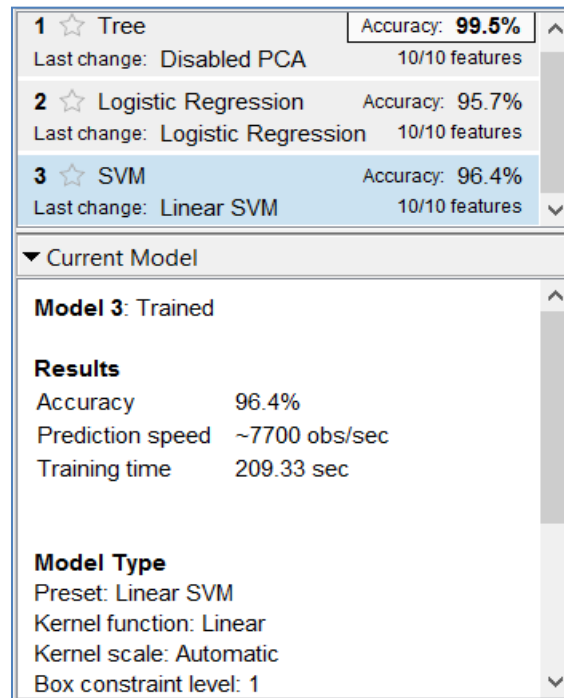 1 Tree Accuracy: 99.5%
Last change: Disabled PCA 10/10 features
2 Logistic Regression Accuracy: 95.7%
Last change: Logistic Regression 10/10 features
3 SVM Accuracy: 96.4%
Last change: Linear SVM 10/10 features
Current Model
Model 3: Trained
Results
Accuracy 96.4%
Prediction speed ~7700 obs/sec
Training time 209.33 sec
Model Type
Preset: Linear SVM
Kernel function: Linear
Kernel scale: Automatic
Box constraint level: 1